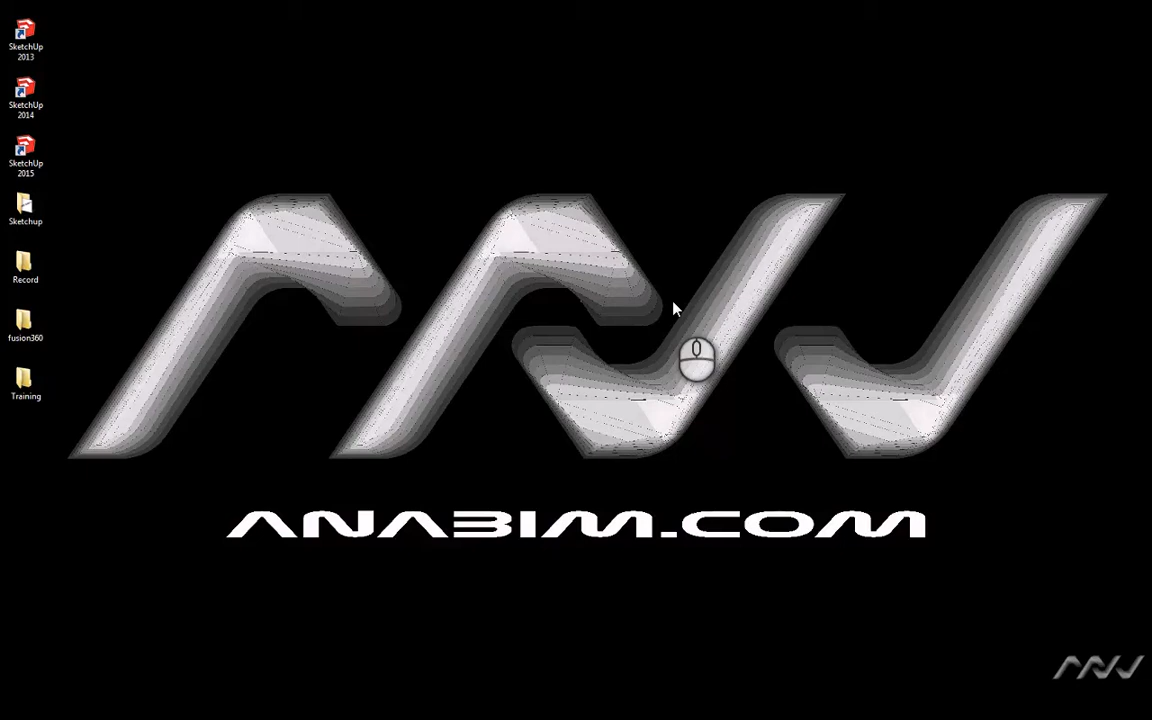 SketchUp
2013
SketchUp
2014
SketchUp
2015
Sketchup
Record
fusion360
Training
ANABIM.COM